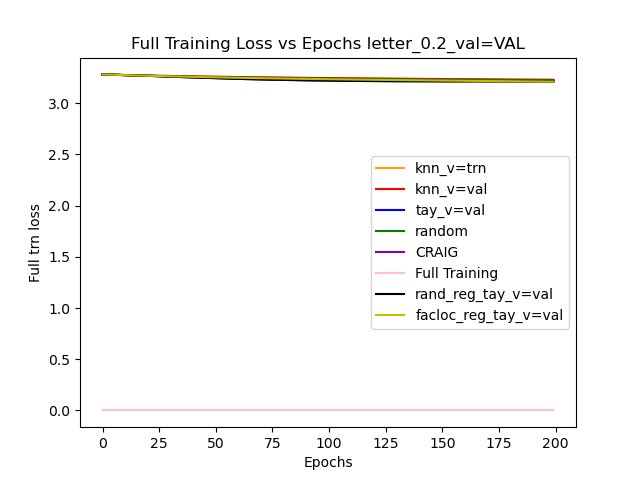 Full Training Loss vs Epochs letter_0.2_val=VAL
Full trn loss
3.0
2.5
2.0
1.5
1.0
0.5
0.0
knn_v=trn
knn_v=val
tay_v=val
random
CRAIG
Full Training
rand_reg_tay_v=val
facloc_reg_tay_v=val
0 25 50 75 100 125 150 175 200
Epochs